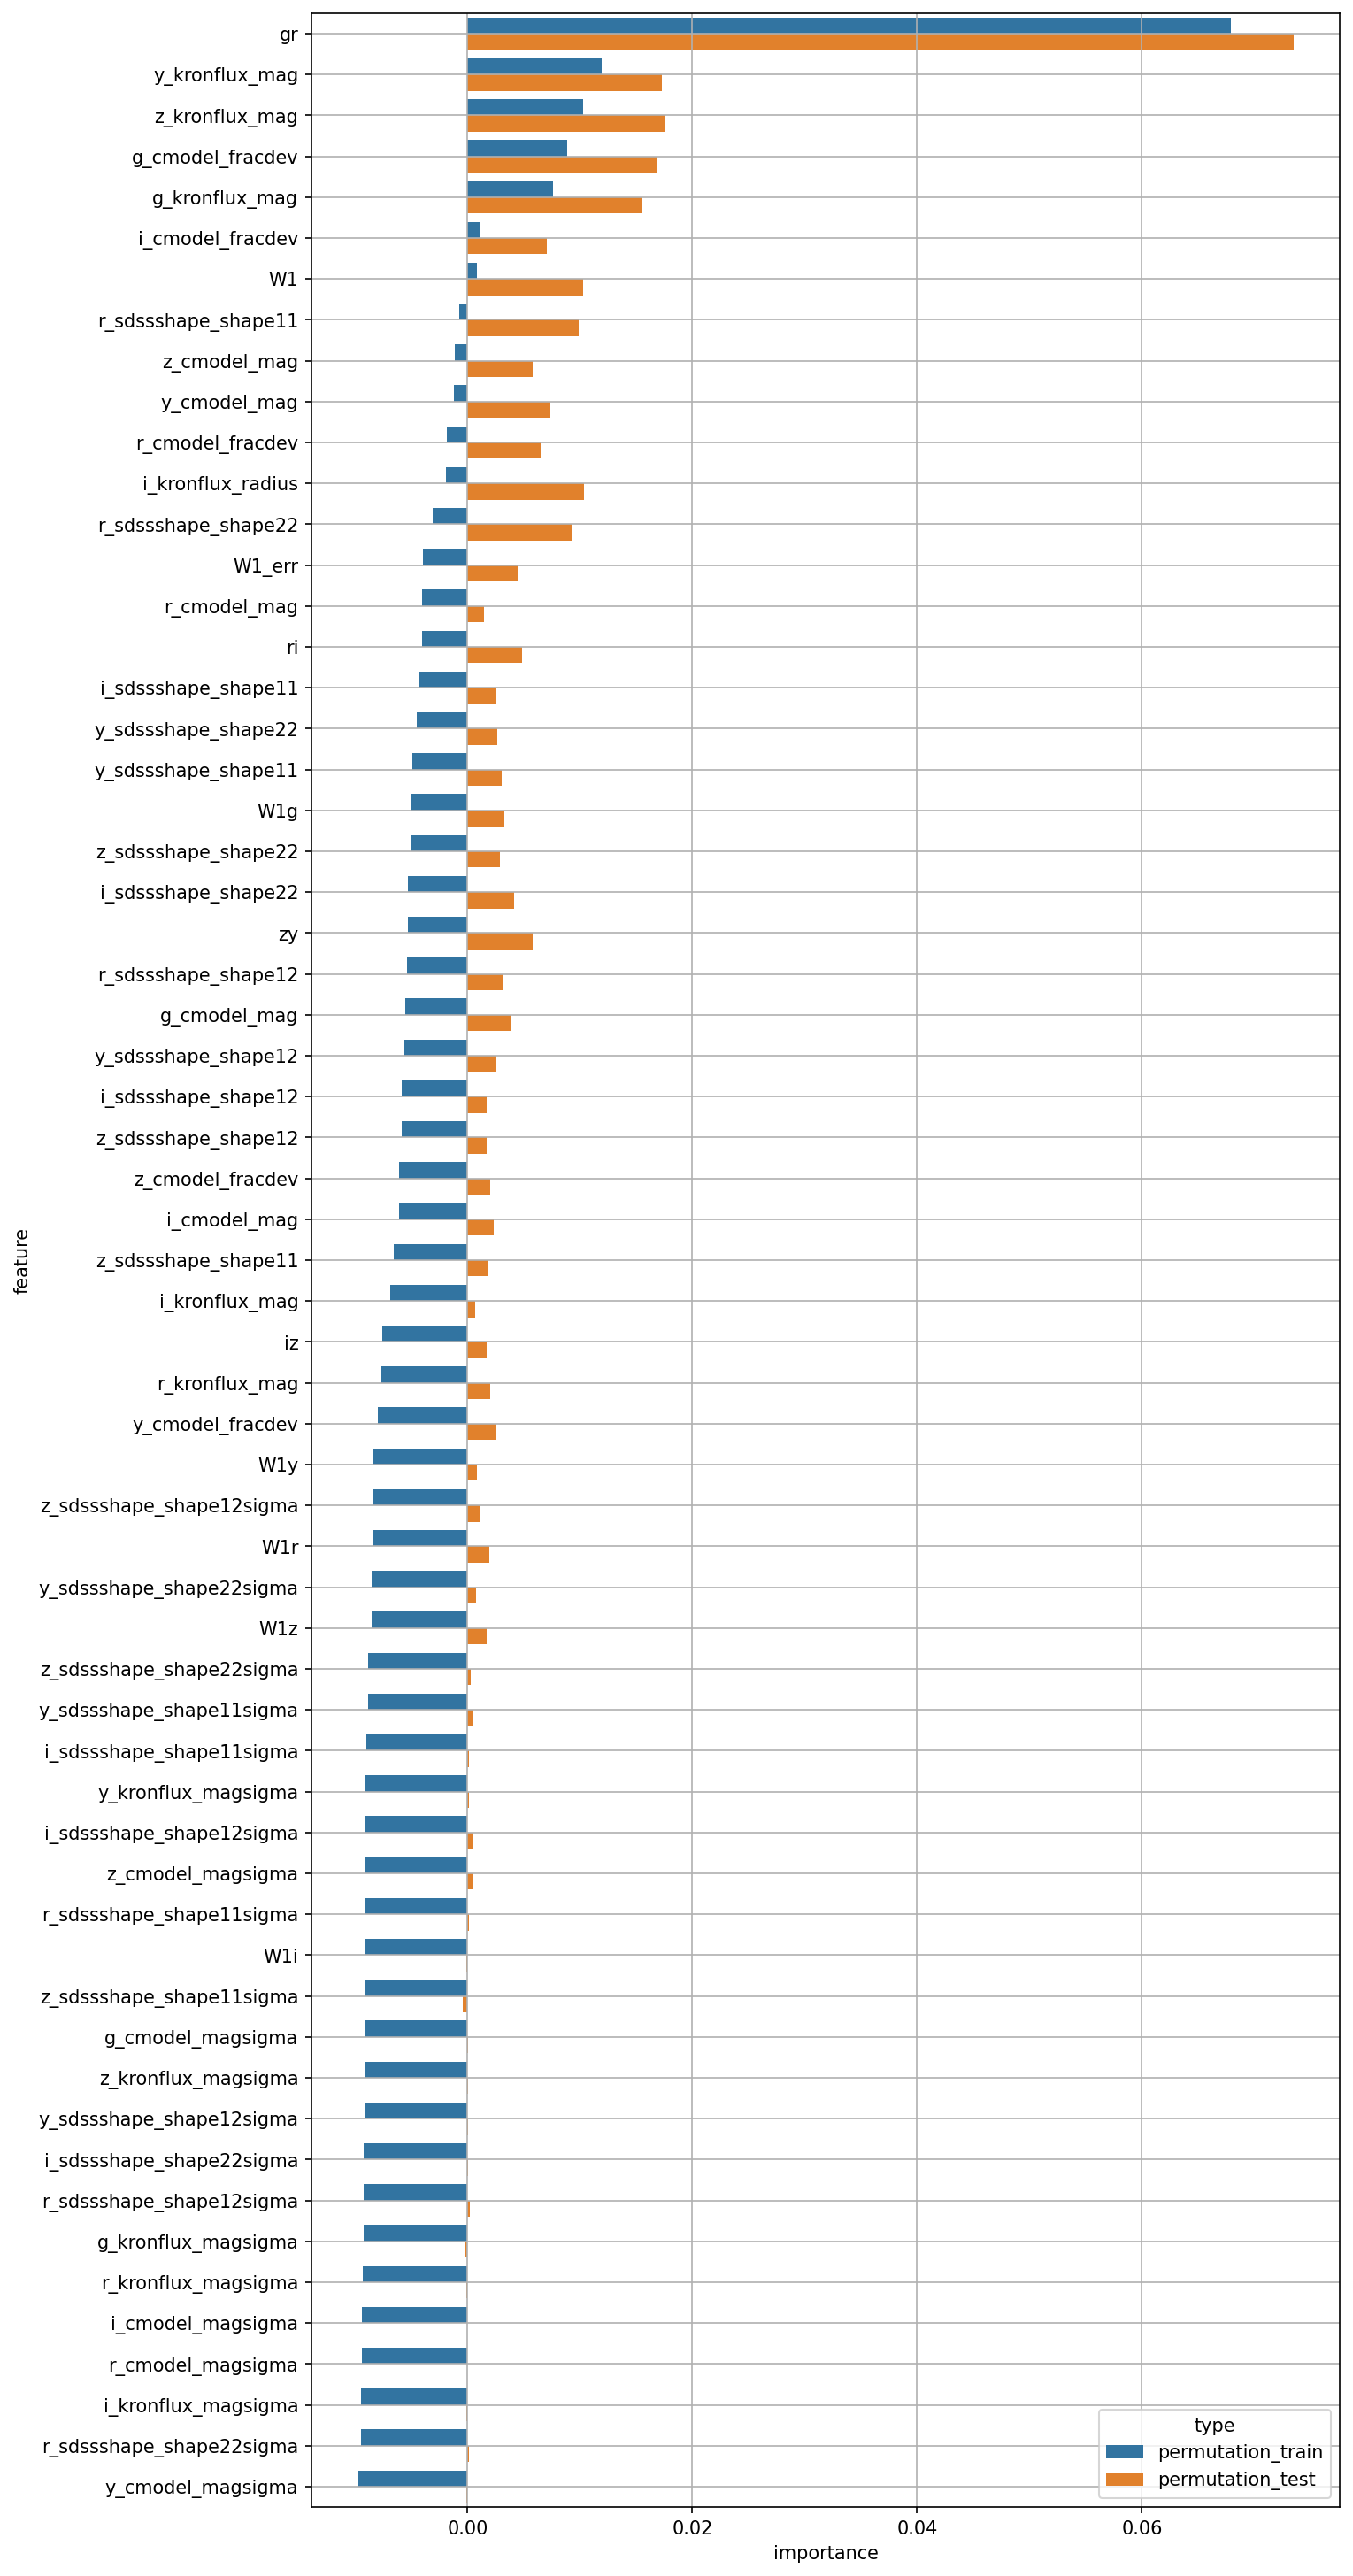 gr
y_kronflux_mag
z_kronflux_mag
g_cmodel_fracdev
g_kronflux_mag
i_cmodel_fracdev
W1
r_sdssshape_shape11
z_cmodel_mag
y_cmodel_mag
r_cmodel_fracdev
i_kronflux_radius
r_sdssshape_shape22
W1_err
r_cmodel_mag
ri
i_sdssshape_shape11
y_sdssshape_shape22
y_sdssshape_shape11
W1g
z_sdssshape_shape22
i_sdssshape_shape22
zy
r_sdssshape_shape12
g_cmodel_mag
y_sdssshape_shape12
i_sdssshape_shape12
z_sdssshape_shape12
z_cmodel_fracdev
i_cmodel_mag
z_sdssshape_shape11
i_kronflux_mag
iz
r_kronflux_mag
y_cmodel_fracdev
W1y
z_sdssshape_shape12sigma
W1r
y_sdssshape_shape22sigma
W1z
z_sdssshape_shape22sigma
y_sdssshape_shape11sigma
i_sdssshape_shape11sigma
y_kronflux_magsigma
i_sdssshape_shape12sigma
z_cmodel_magsigma
r_sdssshape_shape11sigma
W1i
z_sdssshape_shape11sigma
g_cmodel_magsigma
z_kronflux_magsigma
y_sdssshape_shape12sigma
i_sdssshape_shape22sigma
r_sdssshape_shape12sigma
g_kronflux_magsigma
r_kronflux_magsigma
i_cmodel_magsigma
r_cmodel_magsigma
i_kronflux_magsigma
r_sdssshape_shape22sigma
y_cmodel_magsigma
feature
type
permutation_train
permutation_test
0.00 0.02 0.04 0.06
importance